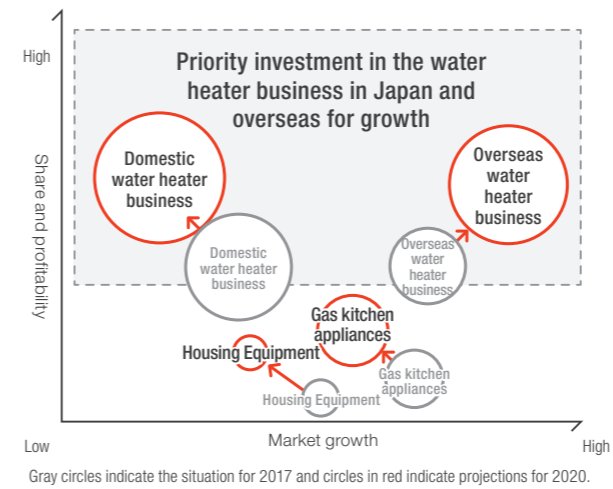 High
Priority investment in the water
heater business in Japan and
overseas for growth
Share and profitability
Domestic
water heater
business
Overseas
water
heater
business
Domestic
water heater
business
Overseas
water
heater
business
Gas kitchen
appliances
Housing Equipment
Gas kitchen
appliances
Housing Equipment
Low
Market growth
High
Gray circles indicate the situation for 2017 and circles in red indicate projections for 2020.